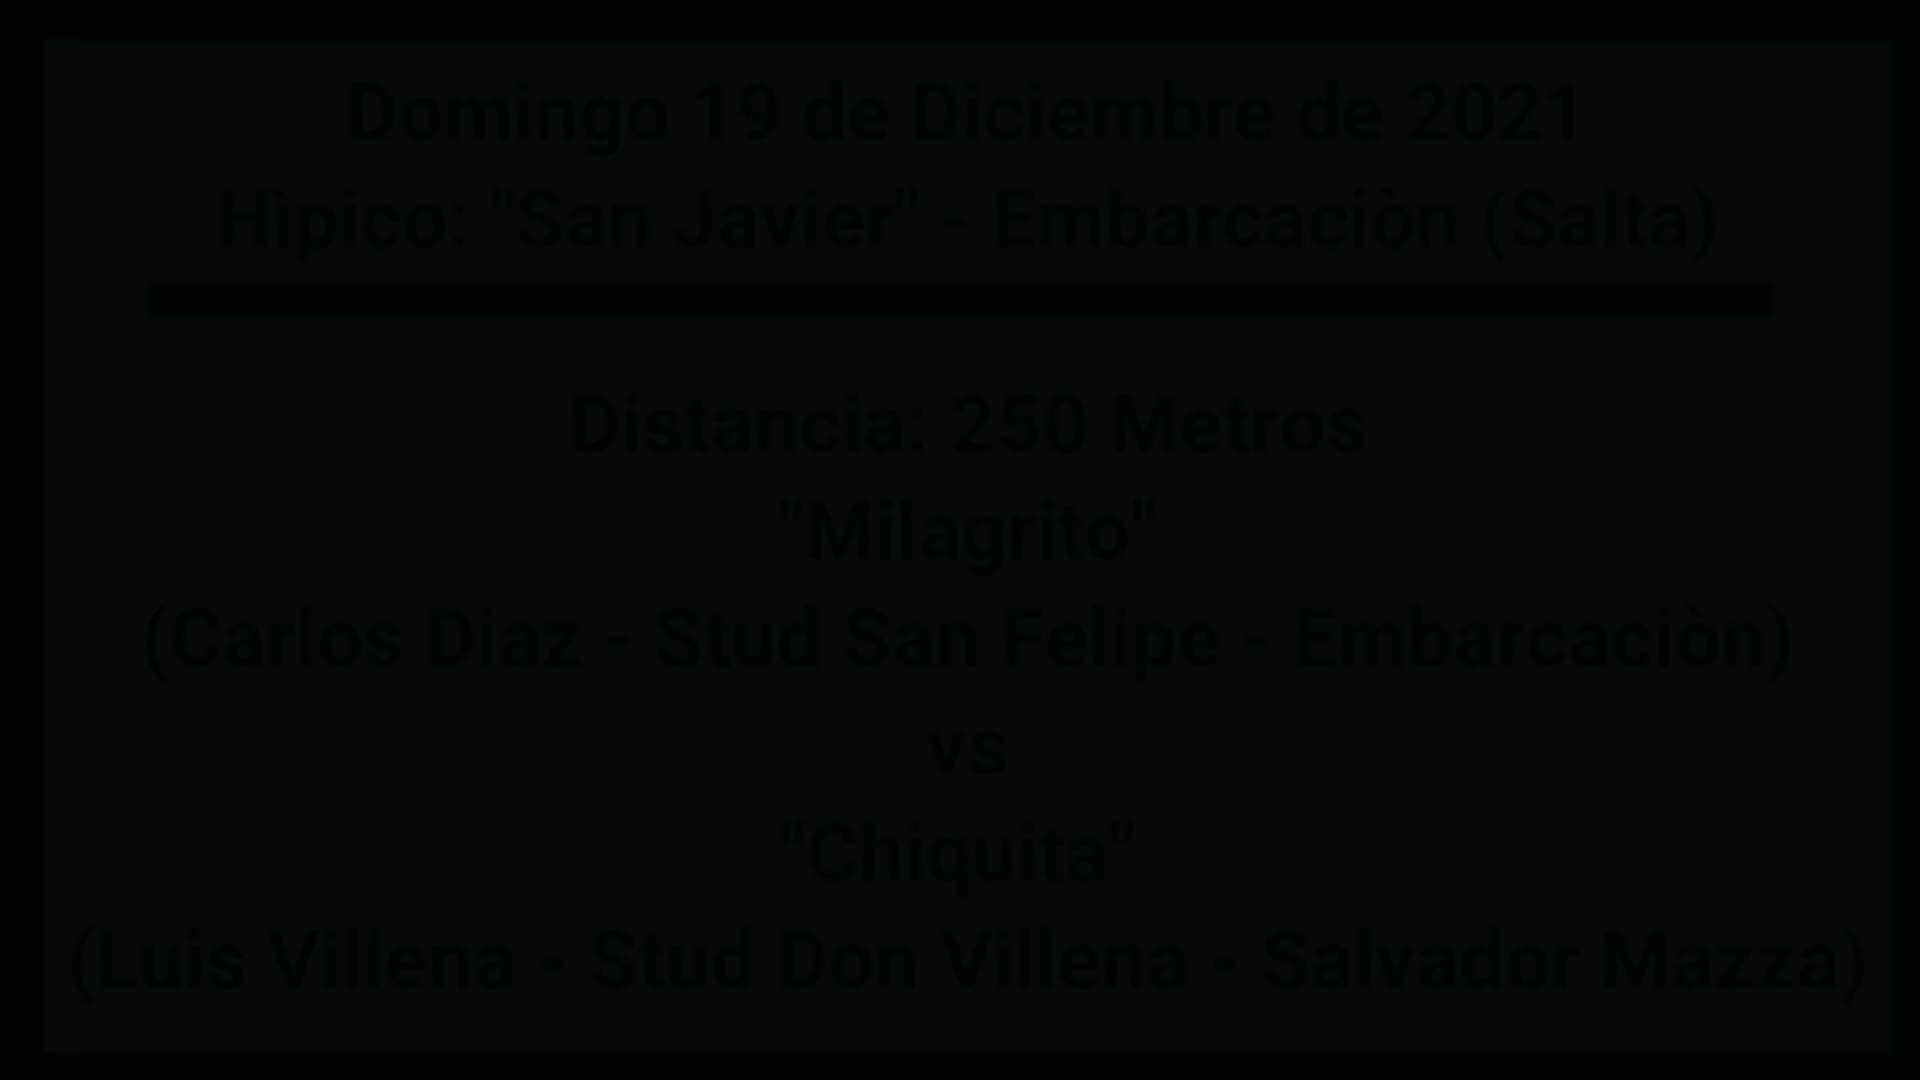 Domingo 19 de Diciembre de 2021
Hìpico: "San Javier" - Embarcaciòn (Salta)
Distancia: 250 Metros
"Milagrito"
(Carlos Diaz - Stud San Felipe - Embarcaciòn)
vs
"Chiquita"
(Luis Villena - Stud Don Villena - Salvador Mazza)